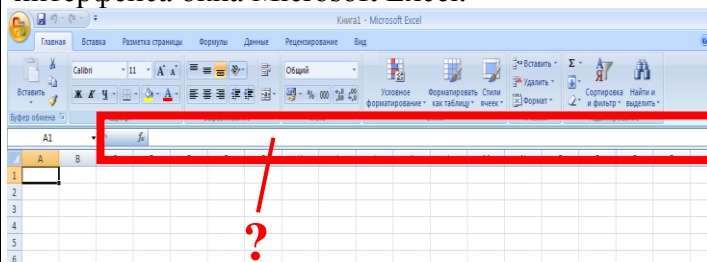 интерфейса окна Microsoft Excel.
Книга1 - Microsoft Excel
Главная Вставка Разметка страницы Формулы Данные Рецензирование Вид
Calibri 11 A A Общий Вставить Σ
Вставить Удалить
Ж К Ч % 000 Условное форматирование Форматировать как таблицу Стили ячеек Формат Сортировка и фильтр Найти и выделить
Буфер обмена
A1 fx
A B
1
2
3
4
5
6
?